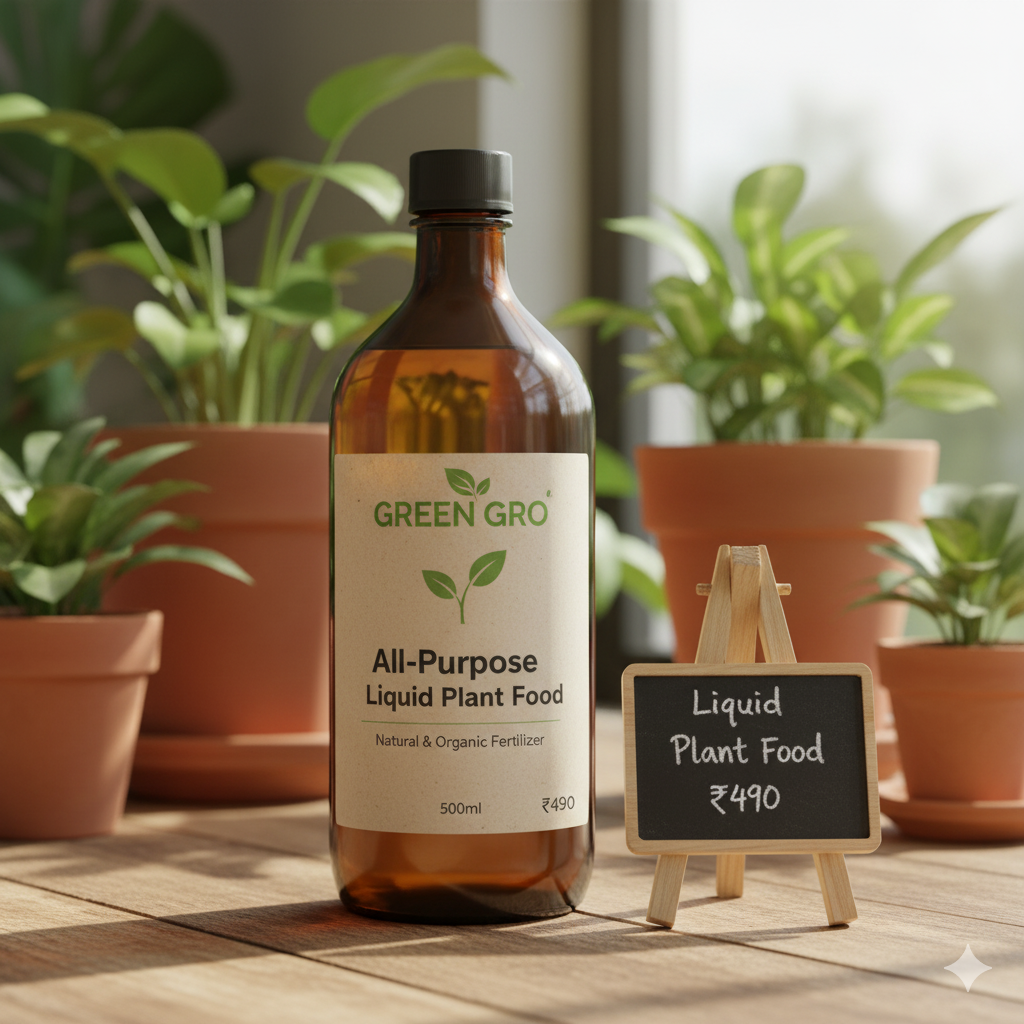 GREEN GRO
All-Purpose
Liquid Plant Food
Natural & Organic Fertilizer
500ml ₹490
Liquid
Plant Food
₹490